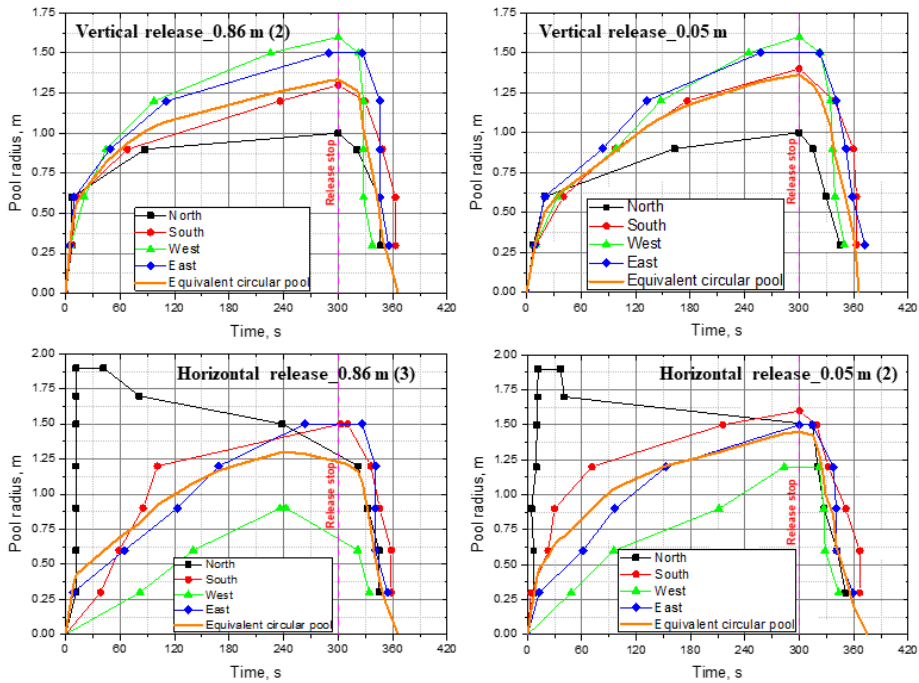 Vertical release_0.86 m (2)
Pool radius, m
1.75
1.50
1.25
1.00
0.75
0.50
0.25
0.00
Release stop
North
South
West
East
Equivalent circular pool
0 60 120 180 240 300 360 420
Time, s
Vertical release_0.05 m
Pool radius, m
1.75
1.50
1.25
1.00
0.75
0.50
0.25
0.00
Release stop
North
South
West
East
Equivalent circular pool
0 60 120 180 240 300 360 420
Time, s
Horizontal release_0.86 m (3)
Pool radius, m
2.00
1.75
1.50
1.25
1.00
0.75
0.50
0.25
0.00
Release stop
North
South
West
East
Equivalent circular pool
0 60 120 180 240 300 360 420
Time, s
Horizontal release_0.05 m (2)
Pool radius, m
2.00
1.75
1.50
1.25
1.00
0.75
0.50
0.25
0.00
Release stop
North
South
West
East
Equivalent circular pool
0 60 120 180 240 300 360 420
Time, s